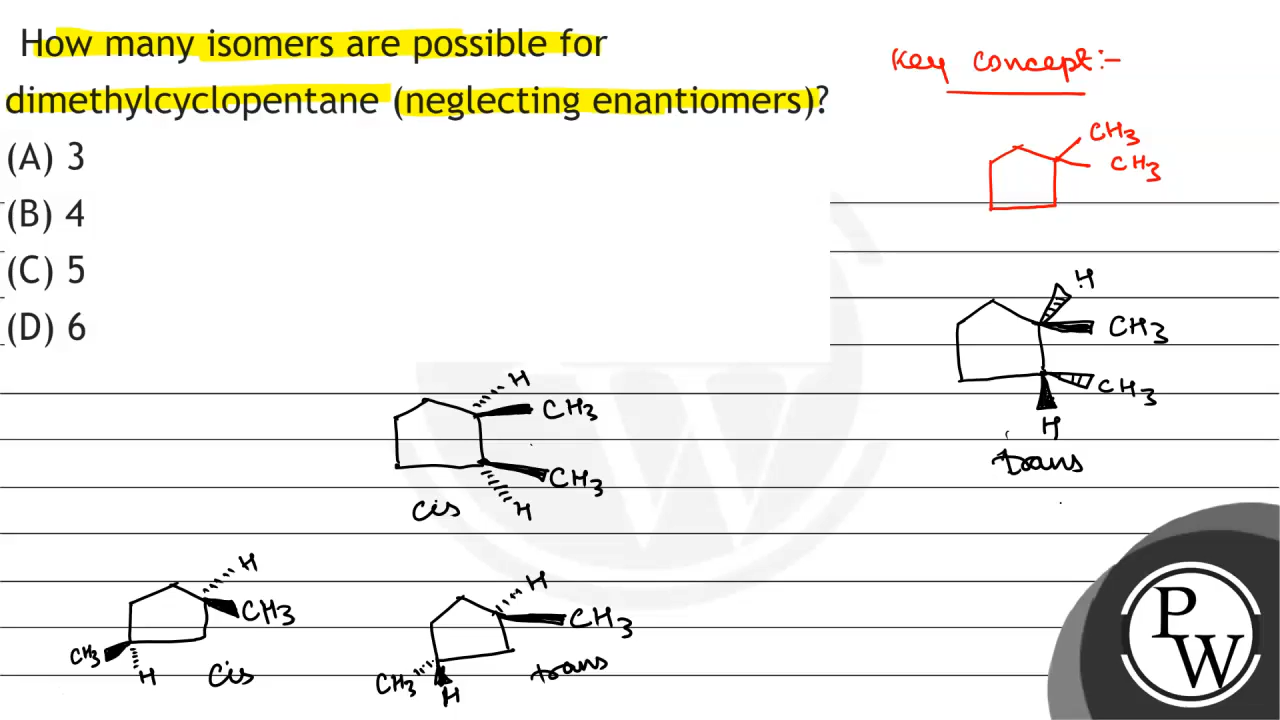 How many isomers are possible for
dimethylcyclopentane (neglecting enantiomers)?
(A) 3
(B) 4
(C) 5
(D) 6
Key concept:-
CH3
CH3
H
CH3
CH3
H
trans
H
CH3
CH3
H
cis
H
CH3
CH3
H
cis
H
CH3
CH3
H
trans
P
W